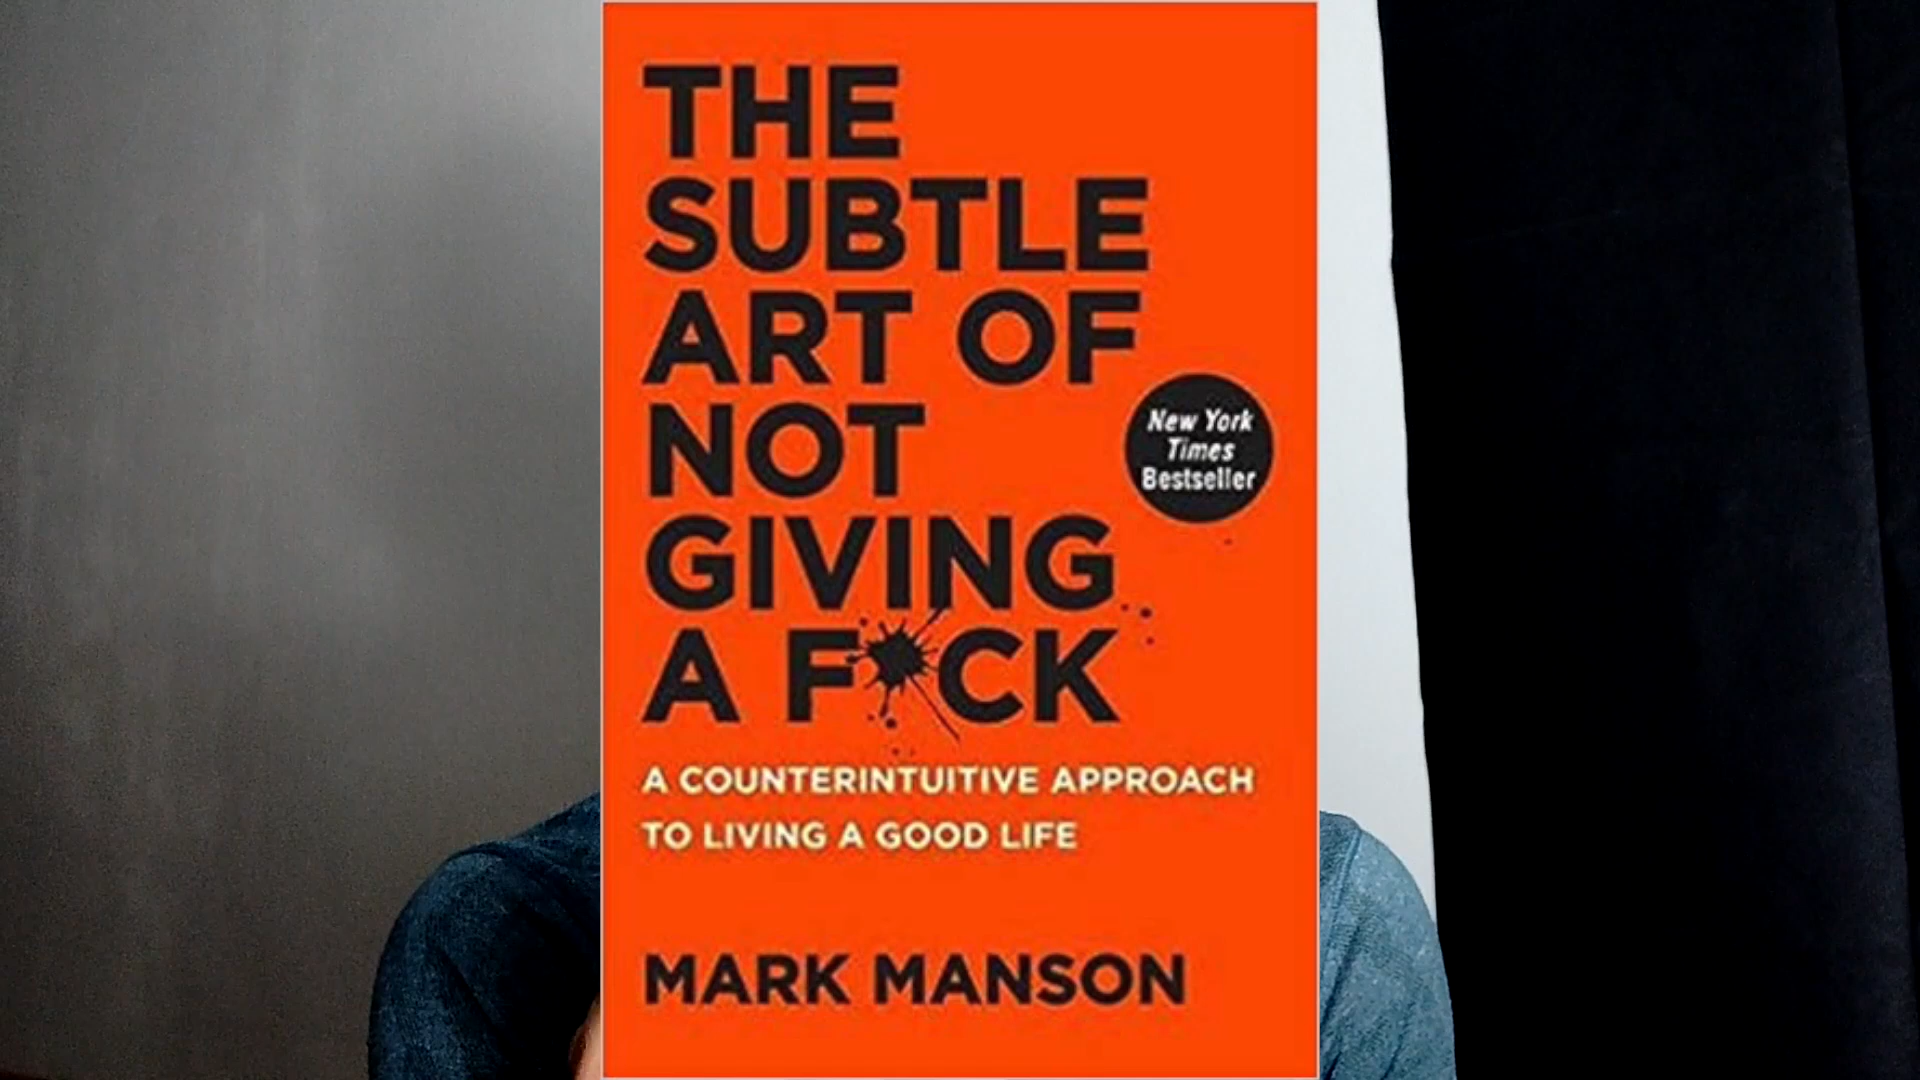 THE
SUBTLE
ART OF
NOT
GIVING
A F*CK
New York
Times
Bestseller
A COUNTERINTUITIVE APPROACH
TO LIVING A GOOD LIFE
MARK MANSON